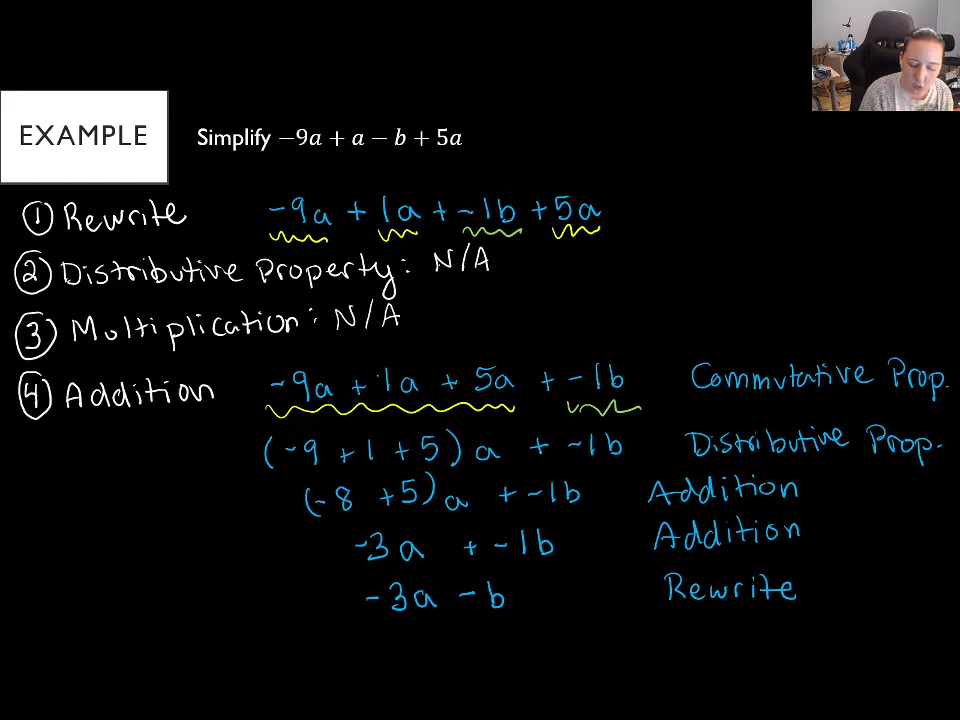 EXAMPLE
Simplify −9a + a − b + 5a
① Rewrite -9a + 1a + -1b + 5a
② Distributive Property: N/A
③ Multiplication: N/A
④ Addition -9a + 1a + 5a + -1b Commutative Prop.
(-9 + 1 + 5)a + -1b Distributive Prop.
(-8 + 5)a + -1b Addition
-3a + -1b Addition
-3a - b Rewrite